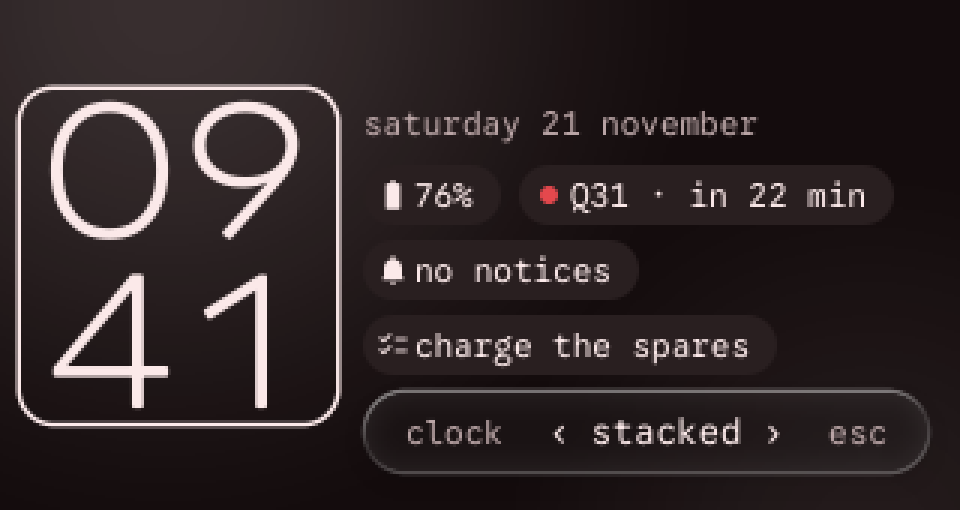 09
41
saturday 21 november
76% Q31 · in 22 min
no notices
charge the spares
clock ‹ stacked › esc